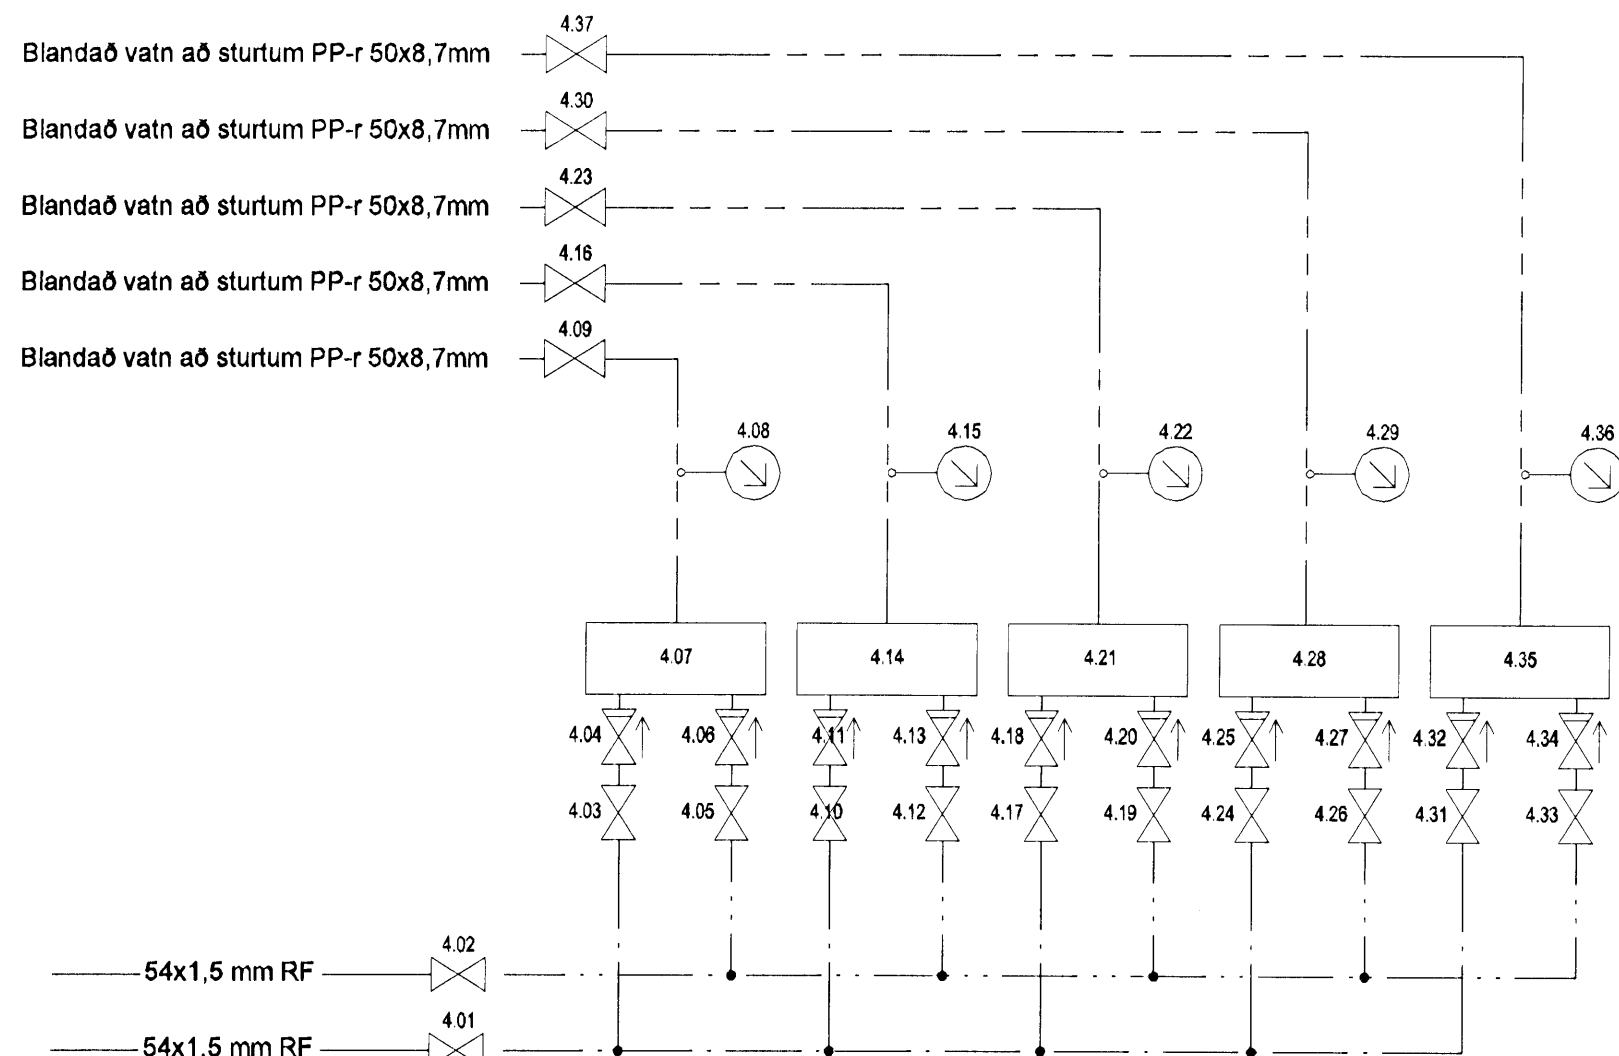 4.37
Blandað vatn að sturtum PP-r 50x8,7mm
4.30
Blandað vatn að sturtum PP-r 50x8,7mm
4.23
Blandað vatn að sturtum PP-r 50x8,7mm
4.16
Blandað vatn að sturtum PP-r 50x8,7mm
4.09
Blandað vatn að sturtum PP-r 50x8,7mm
4.08 4.15 4.22 4.29 4.36
4.07 4.14 4.21 4.28 4.35
4.04 4.06 4.11 4.13 4.18 4.20 4.25 4.27 4.32 4.34
4.03 4.05 4.10 4.12 4.17 4.19 4.24 4.26 4.31 4.33
4.02
54x1,5 mm RF
4.01
54x1,5 mm RF